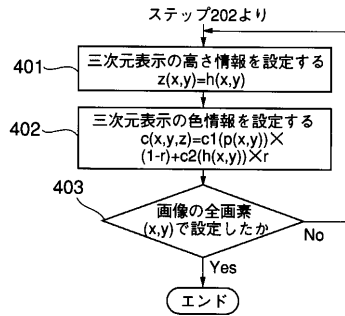 ステップ202より
401
三次元表示の高さ情報を設定する
z(x,y)=h(x,y)
402
三次元表示の色情報を設定する
c(x,y,z)=c1(p(x,y))×
(1-r)+c2(h(x,y))×r
403
画像の全画素
(x,y)で設定したか
No
Yes
エンド